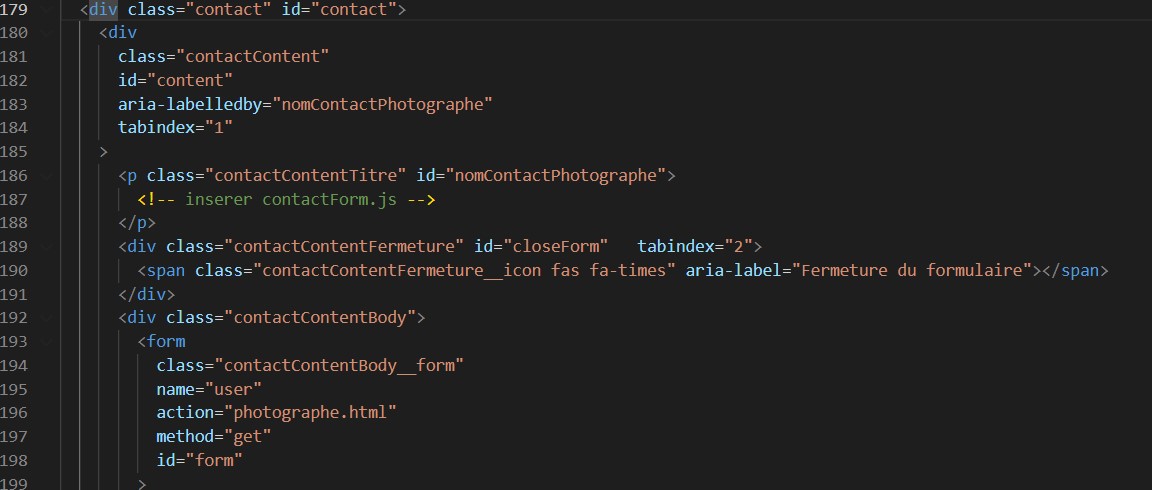 179 <div class="contact" id="contact">
180 <div
181 class="contactContent"
182 id="content"
183 aria-labelledby="nomContactPhotographe"
184 tabindex="1"
185 >
186 <p class="contactContentTitre" id="nomContactPhotographe">
187 <!-- inserer contactForm.js -->
188 </p>
189 <div class="contactContentFermeture" id="closeForm"   tabindex="2">
190 <span class="contactContentFermeture__icon fas fa-times" aria-label="Fermeture du formulaire"></span>
191 </div>
192 <div class="contactContentBody">
193 <form
194 class="contactContentBody__form"
195 name="user"
196 action="photographe.html"
197 method="get"
198 id="form"
199 >